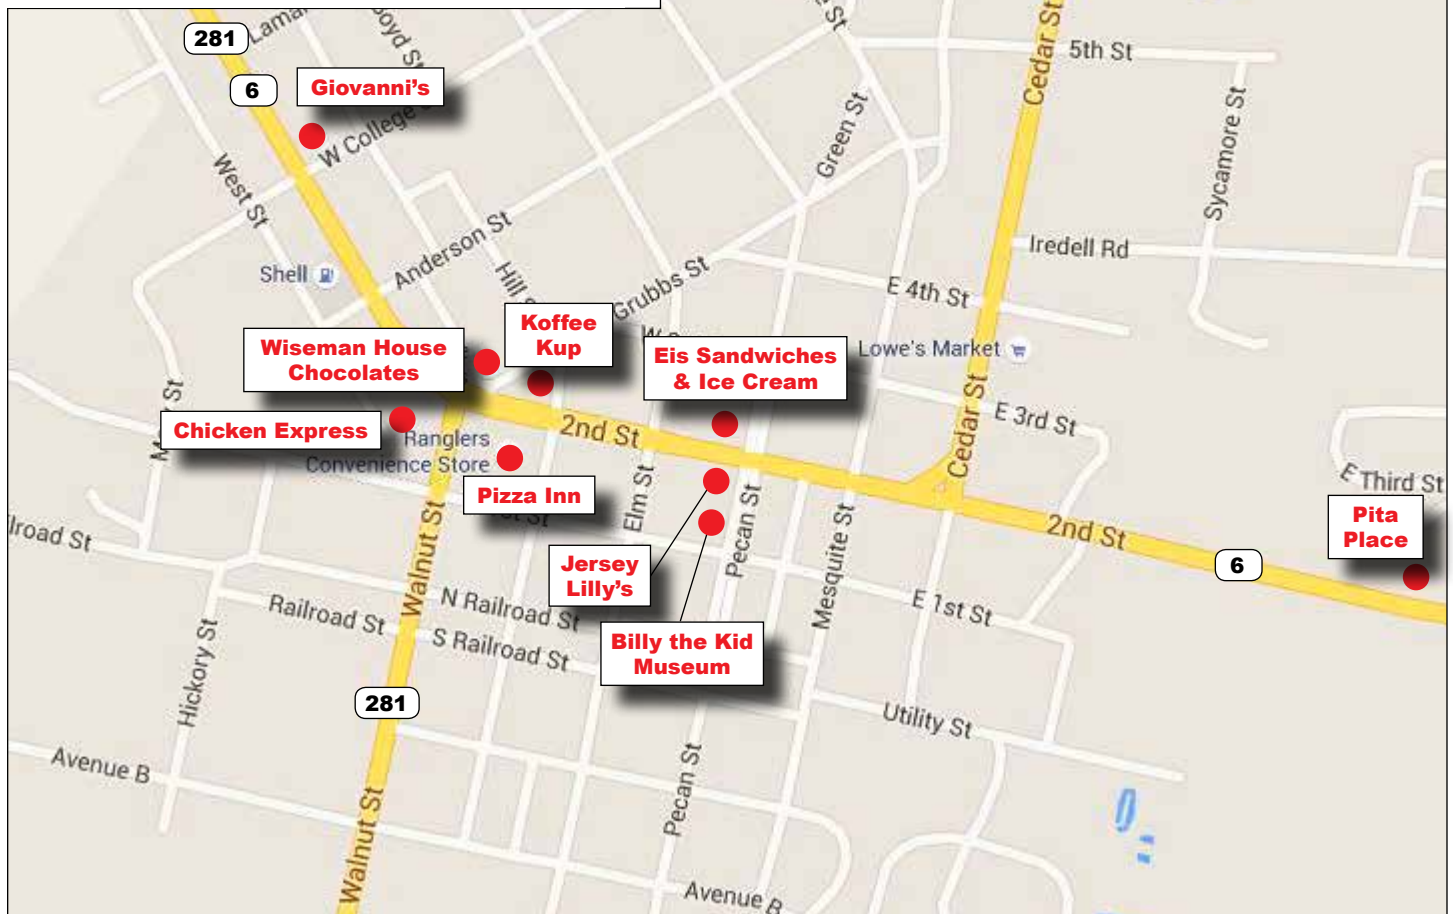 281
6
Giovanni's
W College
West St
Anderson St
Shell
Hill
Grubbs St
Green St
Cedar St
5th St
Sycamore St
Iredell Rd
E 4th St
Lowe's Market
E 3rd St
Cedar St
Wiseman House
Chocolates
Koffee
Kup
Eis Sandwiches
& Ice Cream
Chicken Express
Ranglers
Convenience Store
2nd St
Pizza Inn
Elm St
Pecan St
Mesquite St
2nd St
6
E Third St
Pita
Place
Jersey
Lilly's
Billy the Kid
Museum
E 1st St
Walnut St
N Railroad St
Railroad St
S Railroad St
Hickory St
281
Utility St
Avenue B
Pecan St
Walnut St
Avenue B